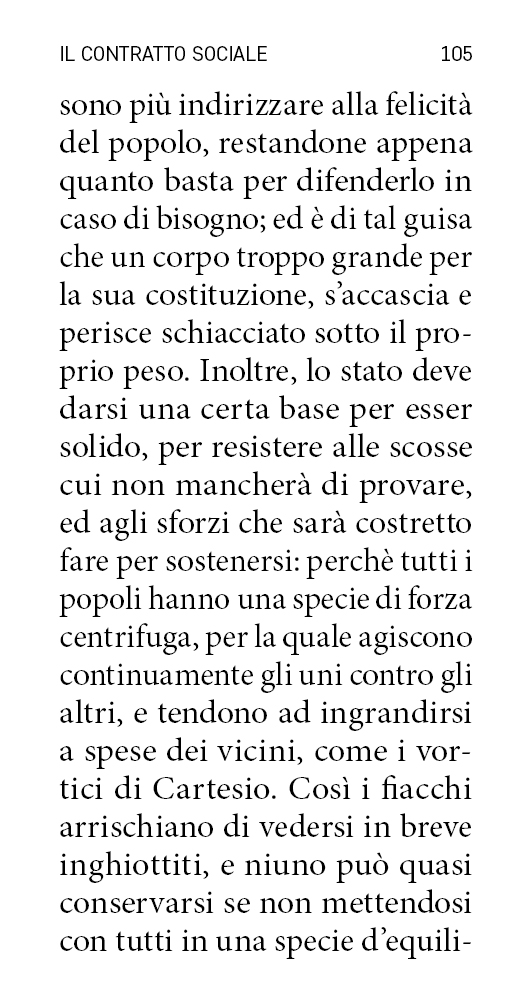 IL CONTRATTO SOCIALE 105
sono più indirizzare alla felicità
del popolo, restandone appena
quanto basta per difenderlo in
caso di bisogno; ed è di tal guisa
che un corpo troppo grande per
la sua costituzione, s'accascia e
perisce schiacciato sotto il pro-
prio peso. Inoltre, lo stato deve
darsi una certa base per esser
solido, per resistere alle scosse
cui non mancherà di provare,
ed agli sforzi che sarà costretto
fare per sostenersi: perchè tutti i
popoli hanno una specie di forza
centrifuga, per la quale agiscono
continuamente gli uni contro gli
altri, e tendono ad ingrandirsi
a spese dei vicini, come i vor-
tici di Cartesio. Così i fiacchi
arrischiano di vedersi in breve
inghiottiti, e niuno può quasi
conservarsi se non mettendosi
con tutti in una specie d'equili-